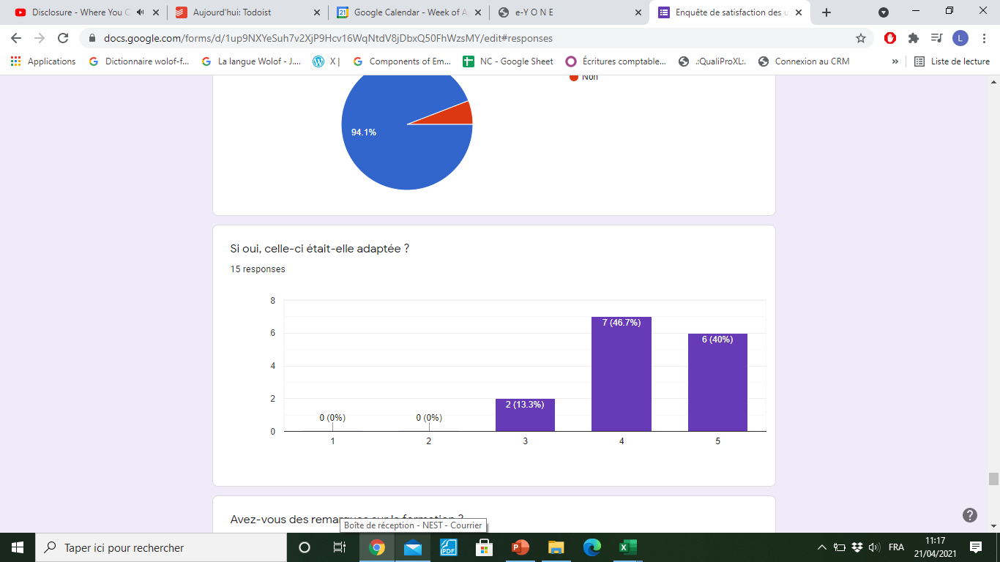 Disclosure - Where You C
Aujourd'hui: Todoist
Google Calendar - Week of A
e-Y O N E
Enquête de satisfaction des u
docs.google.com/forms/d/1up9NXYeSuh7v2XjP9Hcv16WqNtdV8jDbxQ50FhWzsMY/edit#responses
L
Applications
Dictionnaire wolof-f...
La langue Wolof - J....
X |
Components of Em...
NC - Google Sheet
Écritures comptable...
.:QualiProXL:.
Connexion au CRM
»
Liste de lecture
Non
94.1%
Si oui, celle-ci était-elle adaptée ?
15 responses
8
6
4
2
0
0 (0%)
0 (0%)
2 (13.3%)
7 (46.7%)
6 (40%)
1
2
3
4
5
Avez-vous des remarques sur la formation ?
Boîte de réception - NEST - Courrier
Taper ici pour rechercher
PDF
FRA
11:17
21/04/2021